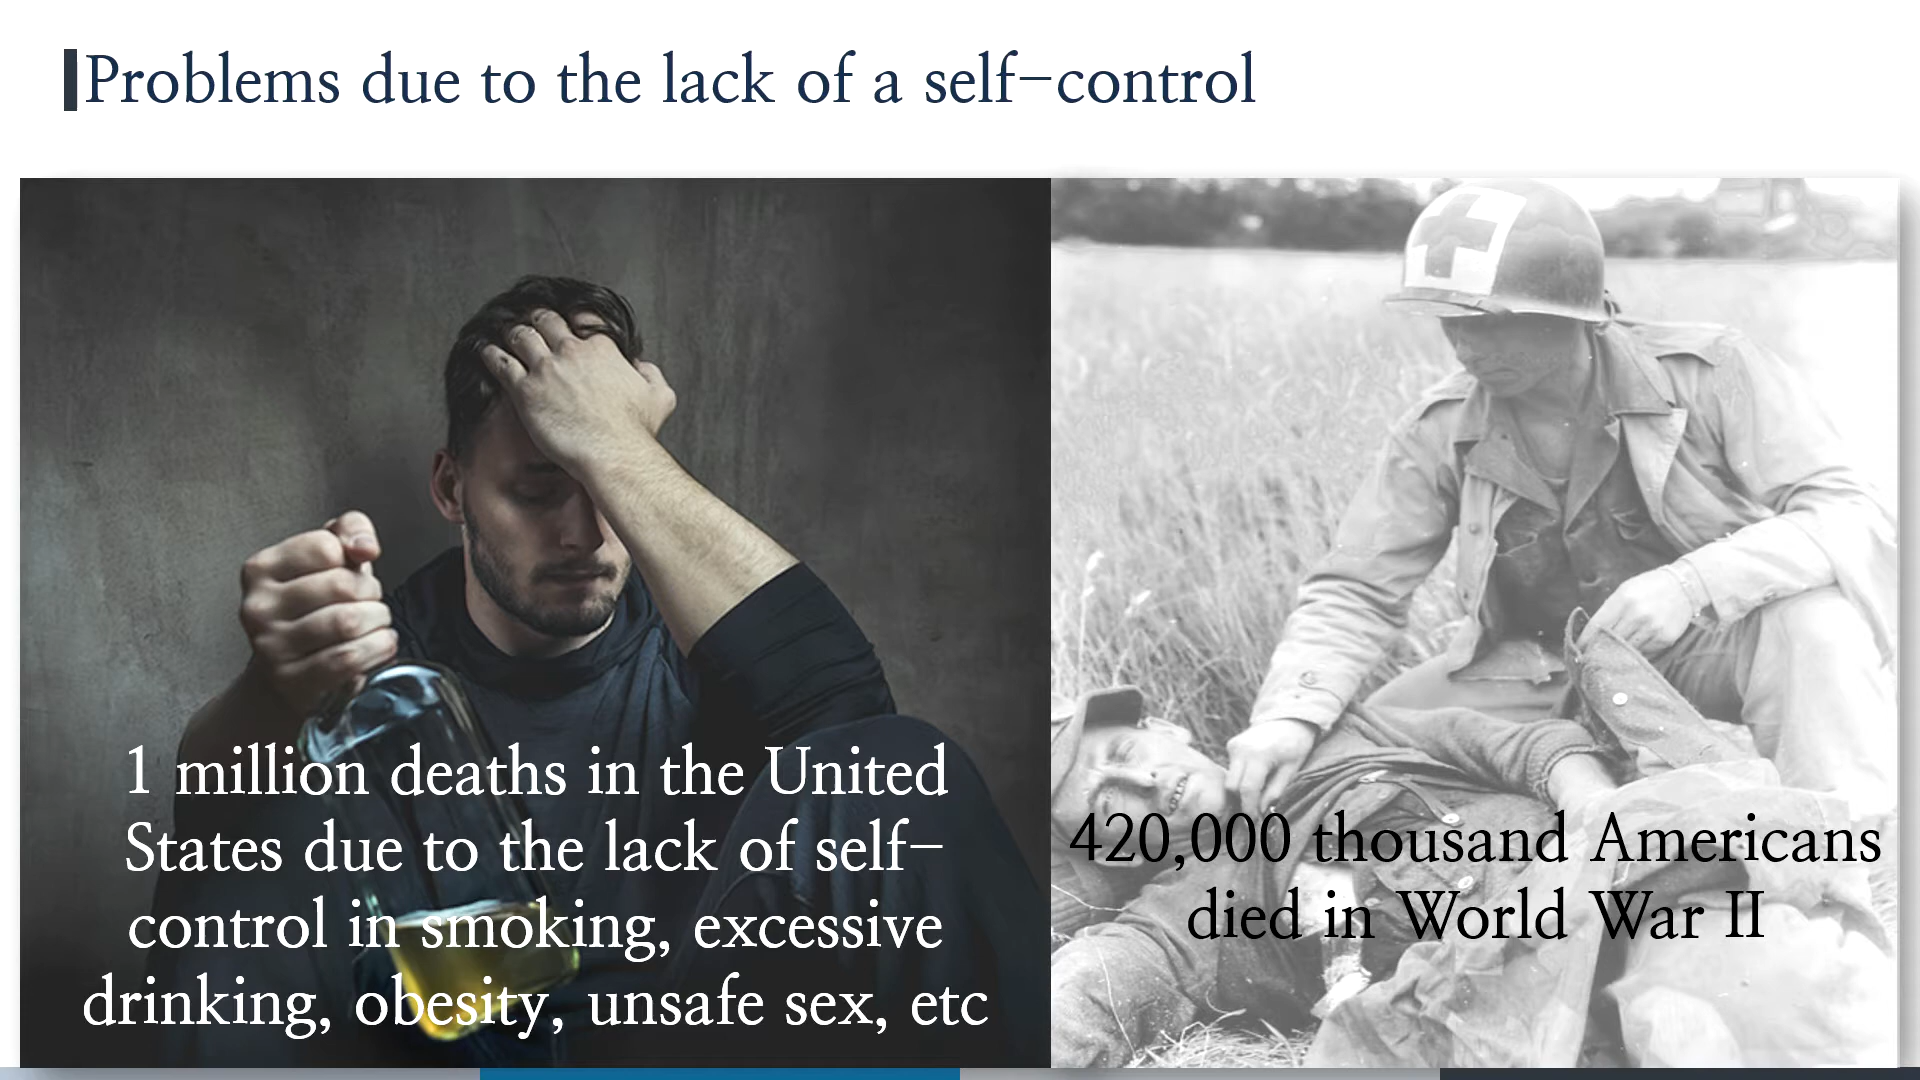 Problems due to the lack of a self-control
1 million deaths in the United
States due to the lack of self-
control in smoking, excessive
drinking, obesity, unsafe sex, etc
420,000 thousand Americans
died in World War II